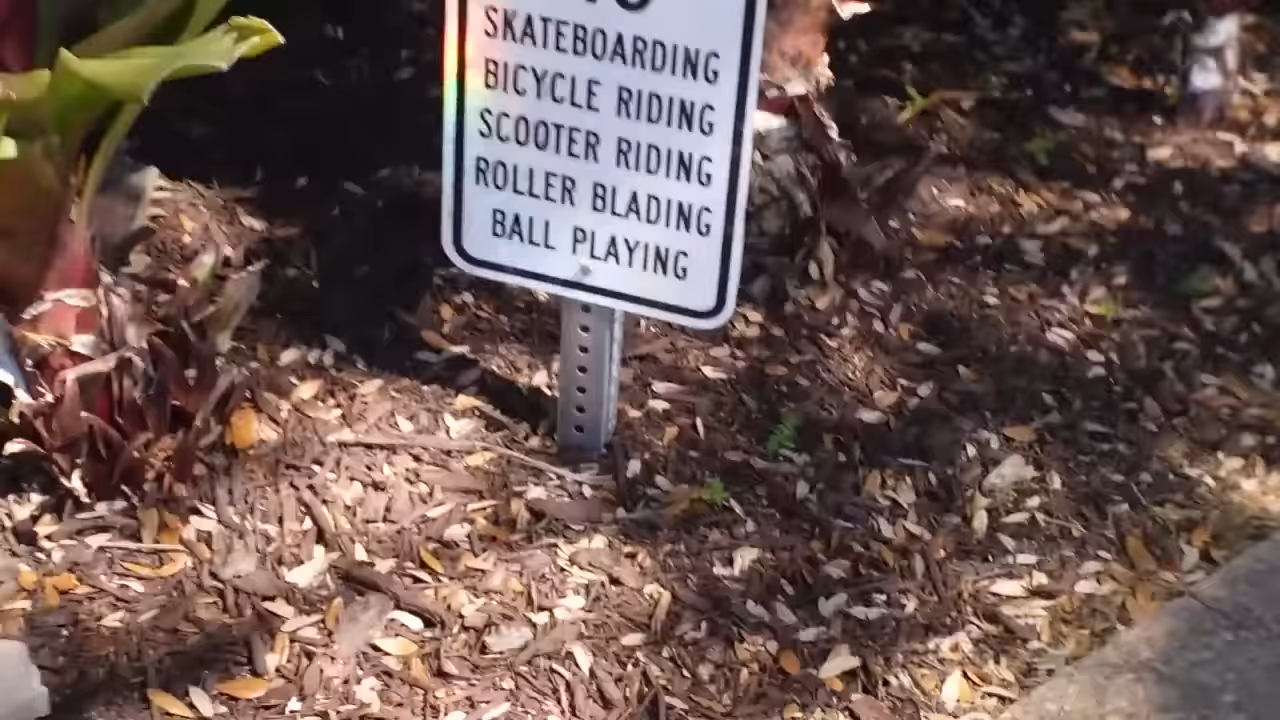 SKATEBOARDING
BICYCLE RIDING
SCOOTER RIDING
ROLLER BLADING
BALL PLAYING